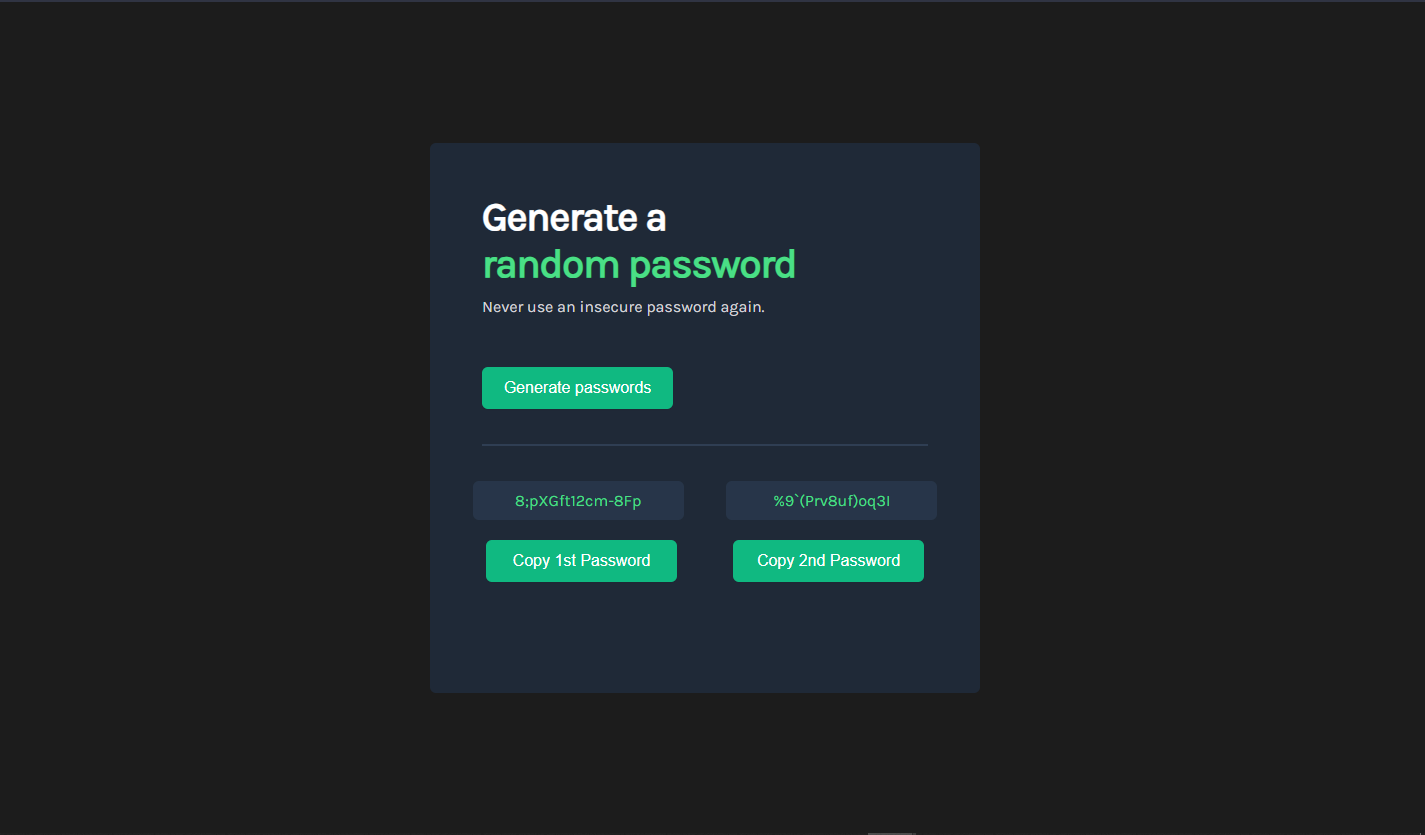 Generate a
random password
Never use an insecure password again.
Generate passwords
8;pXGft12cm-8Fp
%9`(Prv8uf)oq3I
Copy 1st Password
Copy 2nd Password